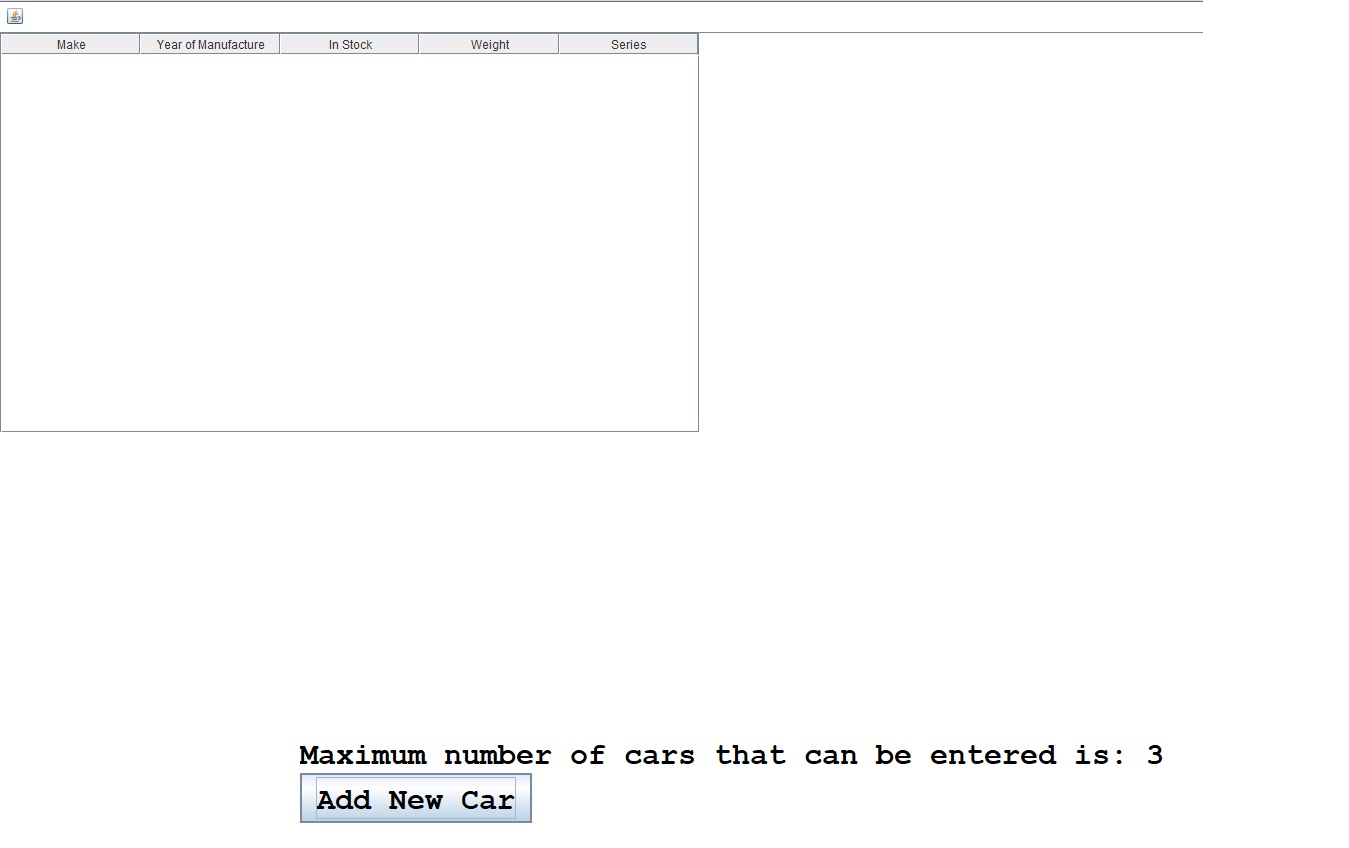 Make Year of Manufacture In Stock Weight Series
Maximum number of cars that can be entered is: 3
Add New Car